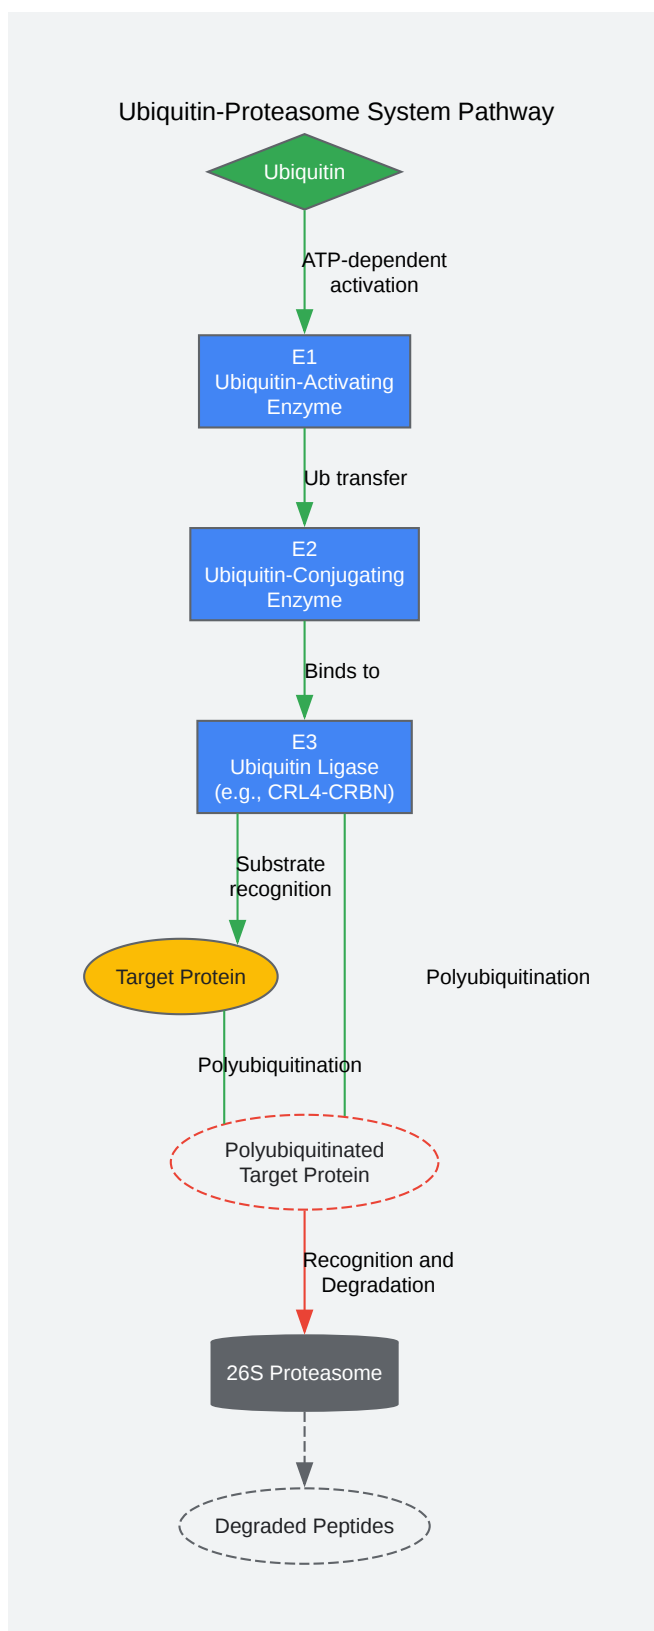 Ubiquitin-Proteasome System Pathway
Ubiquitin
ATP-dependent
activation
E1
Ubiquitin-Activating
Enzyme
Ub transfer
E2
Ubiquitin-Conjugating
Enzyme
Binds to
E3
Ubiquitin Ligase
(e.g., CRL4-CRBN)
Substrate
recognition
Target Protein
Polyubiquitination
Polyubiquitination
Polyubiquitinated
Target Protein
Recognition and
Degradation
26S Proteasome
Degraded Peptides